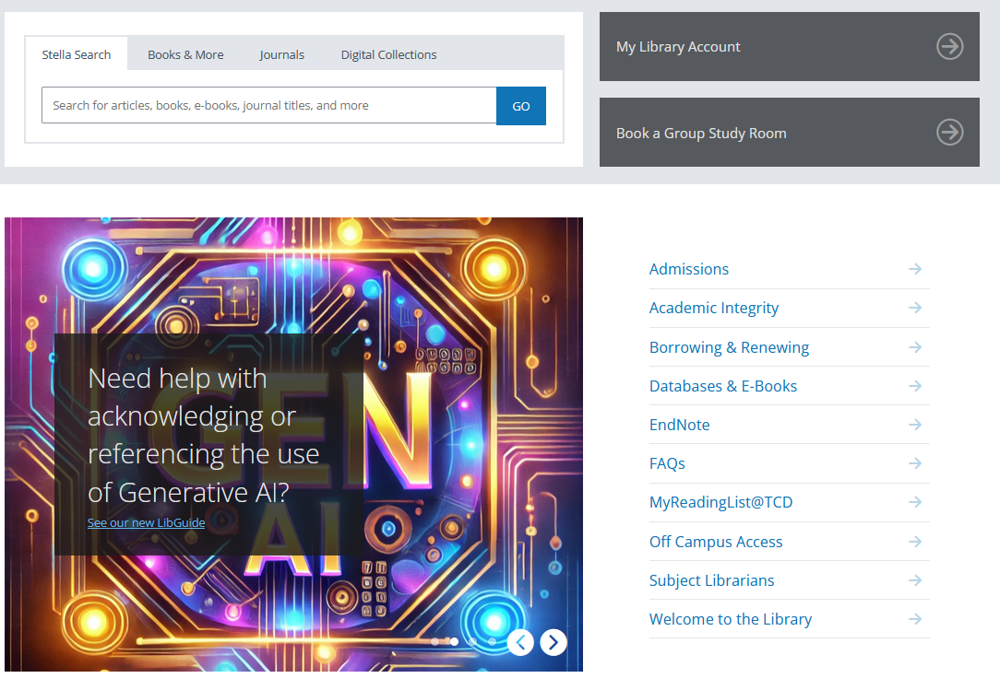 Stella Search Books & More Journals Digital Collections
Search for articles, books, e-books, journal titles, and more GO
My Library Account
Book a Group Study Room
Need help with
acknowledging or
referencing the use
of Generative AI?
See our new LibGuide
GEN
AI
Admissions
Academic Integrity
Borrowing & Renewing
Databases & E-Books
EndNote
FAQs
MyReadingList@TCD
Off Campus Access
Subject Librarians
Welcome to the Library